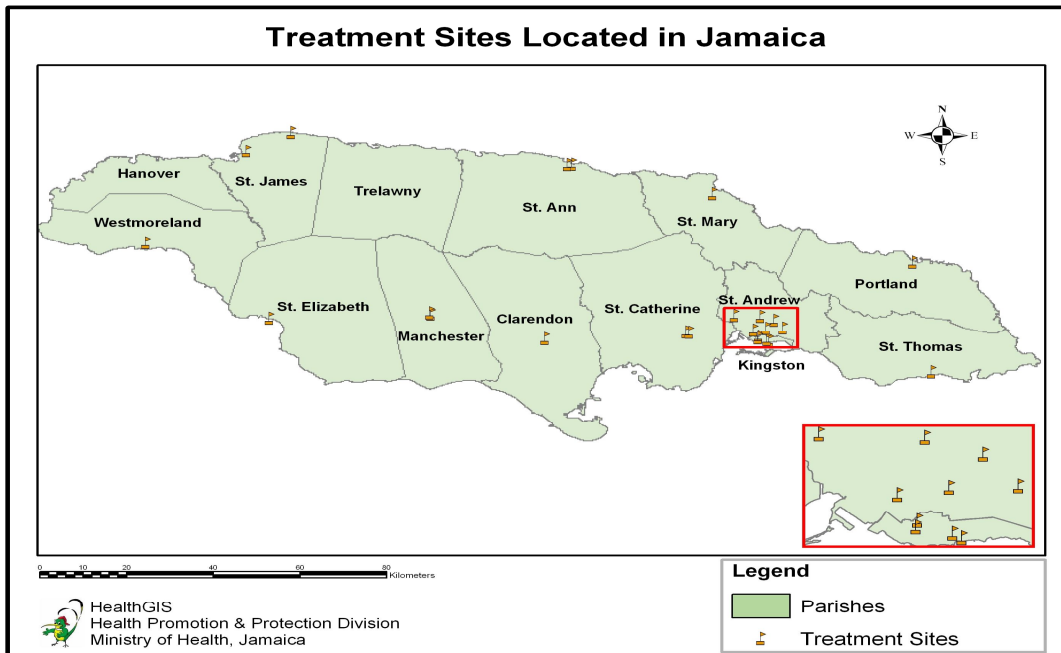 Treatment Sites Located in Jamaica
N
W E
S
Hanover
St. James
Trelawny
St. Ann
St. Mary
Westmoreland
Portland
St. Elizabeth
Manchester
Clarendon
St. Catherine
St. Andrew
St. Thomas
Kingston
0 10 20 40 60 80
Kilometers
HealthGIS
Health Promotion & Protection Division
Ministry of Health, Jamaica
Legend
Parishes
Treatment Sites